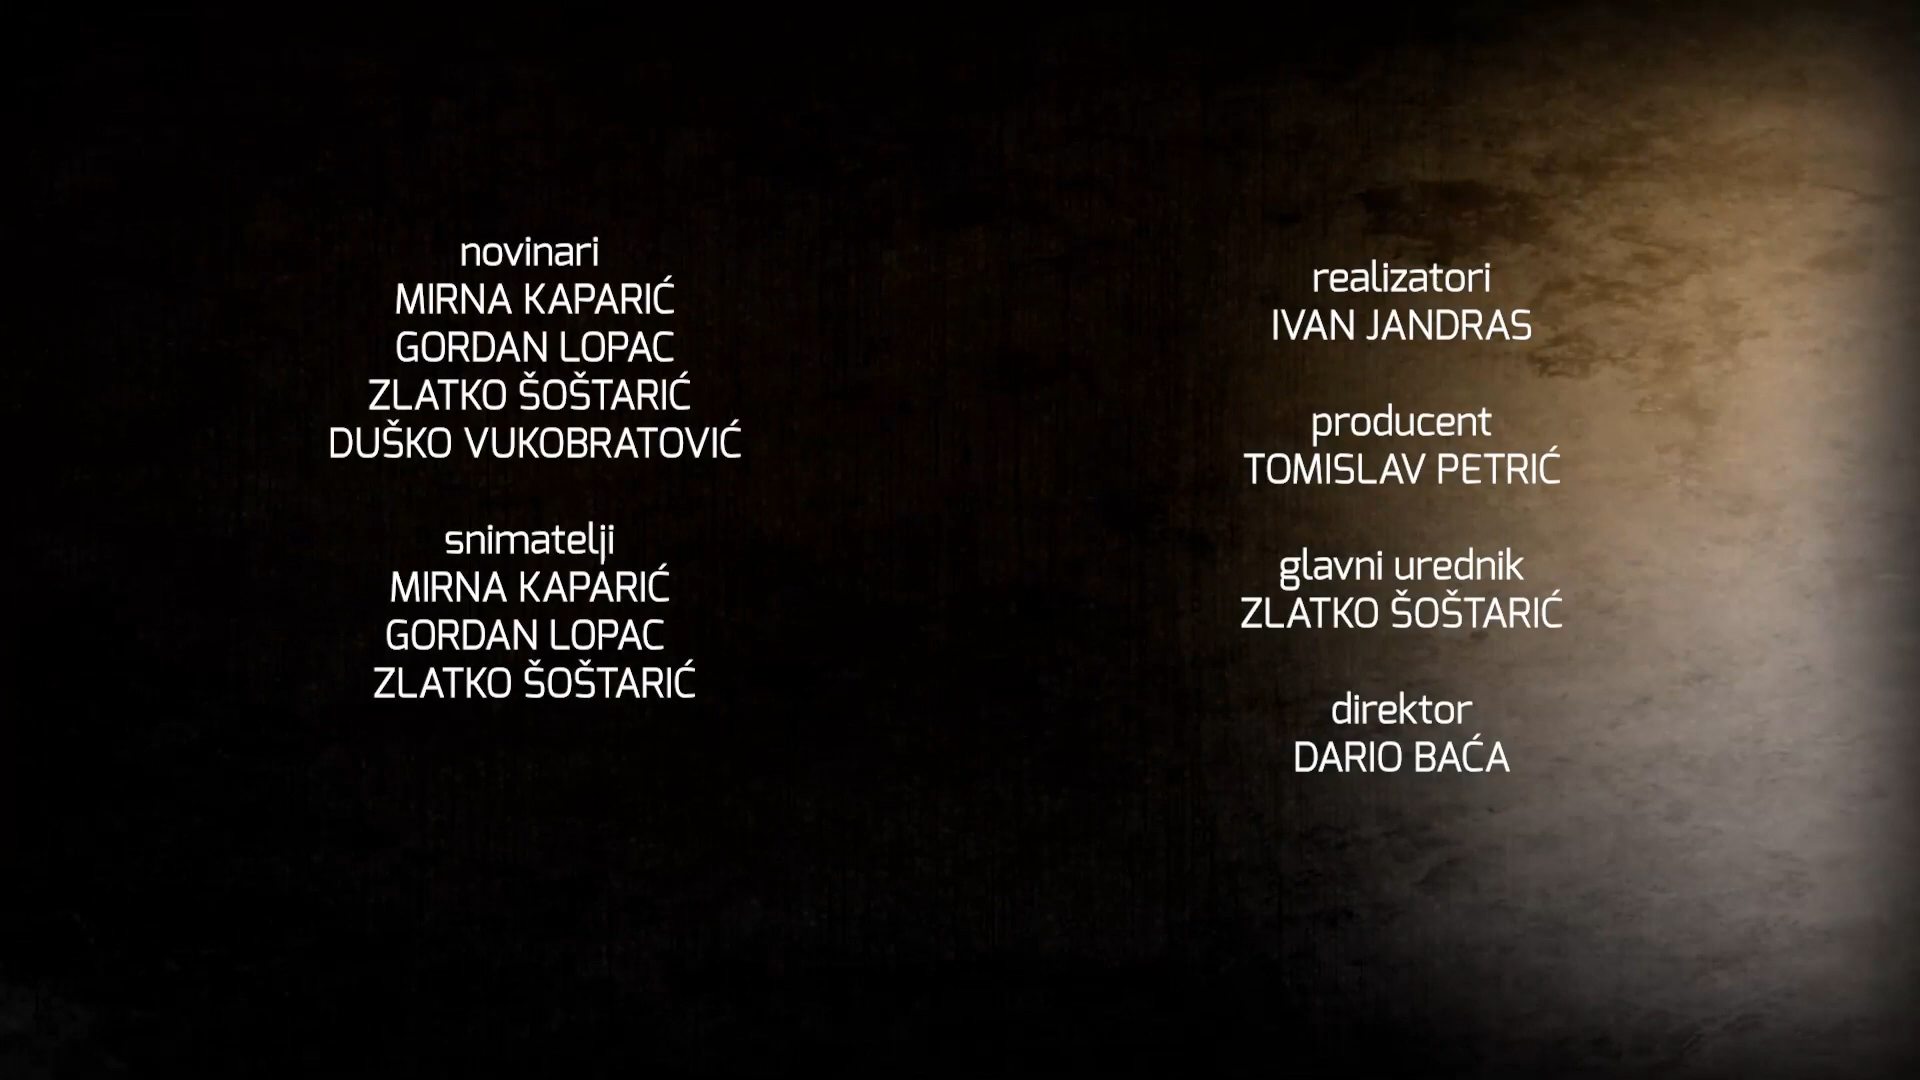 novinari
MIRNA KAPARIĆ
GORDAN LOPAC
ZLATKO ŠOŠTARIĆ
DUŠKO VUKOBRATOVIĆ
snimatelji
MIRNA KAPARIĆ
GORDAN LOPAC
ZLATKO ŠOŠTARIĆ
realizatori
IVAN JANDRAS
producent
TOMISLAV PETRIĆ
glavni urednik
ZLATKO ŠOŠTARIĆ
direktor
DARIO BAĆA